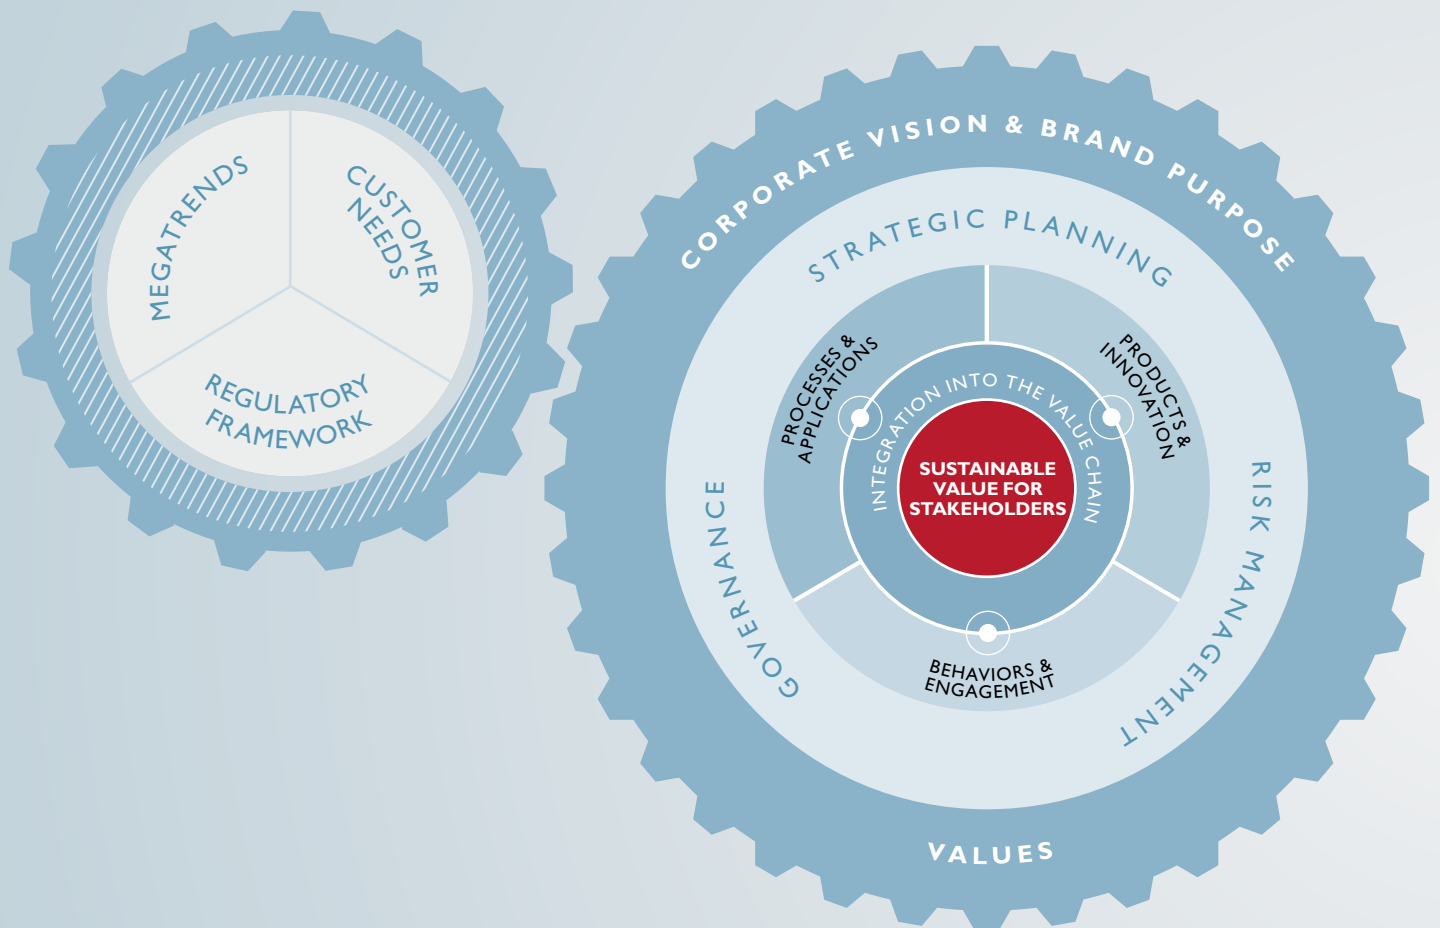 MEGATRENDS
CUSTOMER
NEEDS
REGULATORY
FRAMEWORK
CORPORATE VISION & BRAND PURPOSE
STRATEGIC PLANNING
PROCESSES &
APPLICATIONS
PRODUCTS &
INNOVATION
INTEGRATION INTO THE VALUE CHAIN
SUSTAINABLE
VALUE FOR
STAKEHOLDERS
GOVERNANCE
RISK MANAGEMENT
BEHAVIORS &
ENGAGEMENT
VALUES